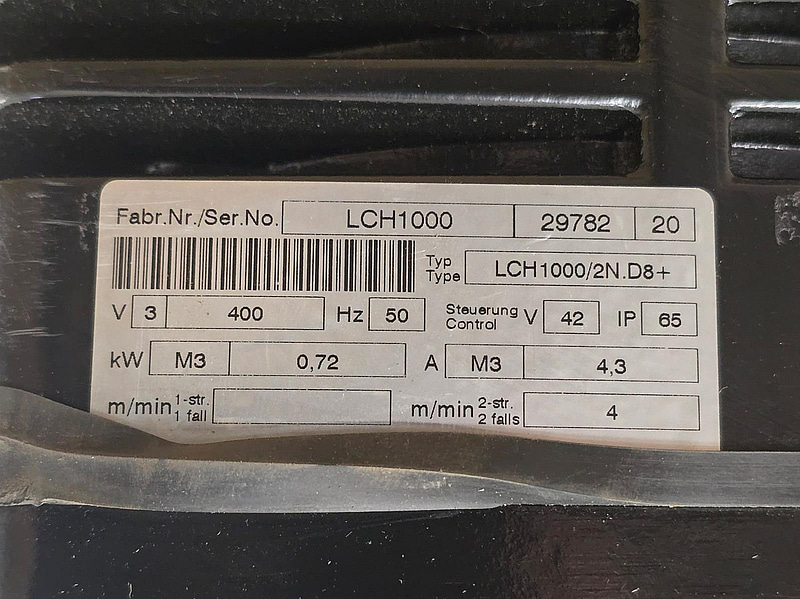 Fabr.Nr./Ser.No. LCH1000 29782 20
Typ
Type LCH1000/2N.D8+
V 3 400 Hz 50 Steuerung
Control V 42 IP 65
kW M3 0,72 A M3 4,3
m/min 1-str.
1 fall
m/min 2-str.
2 falls 4